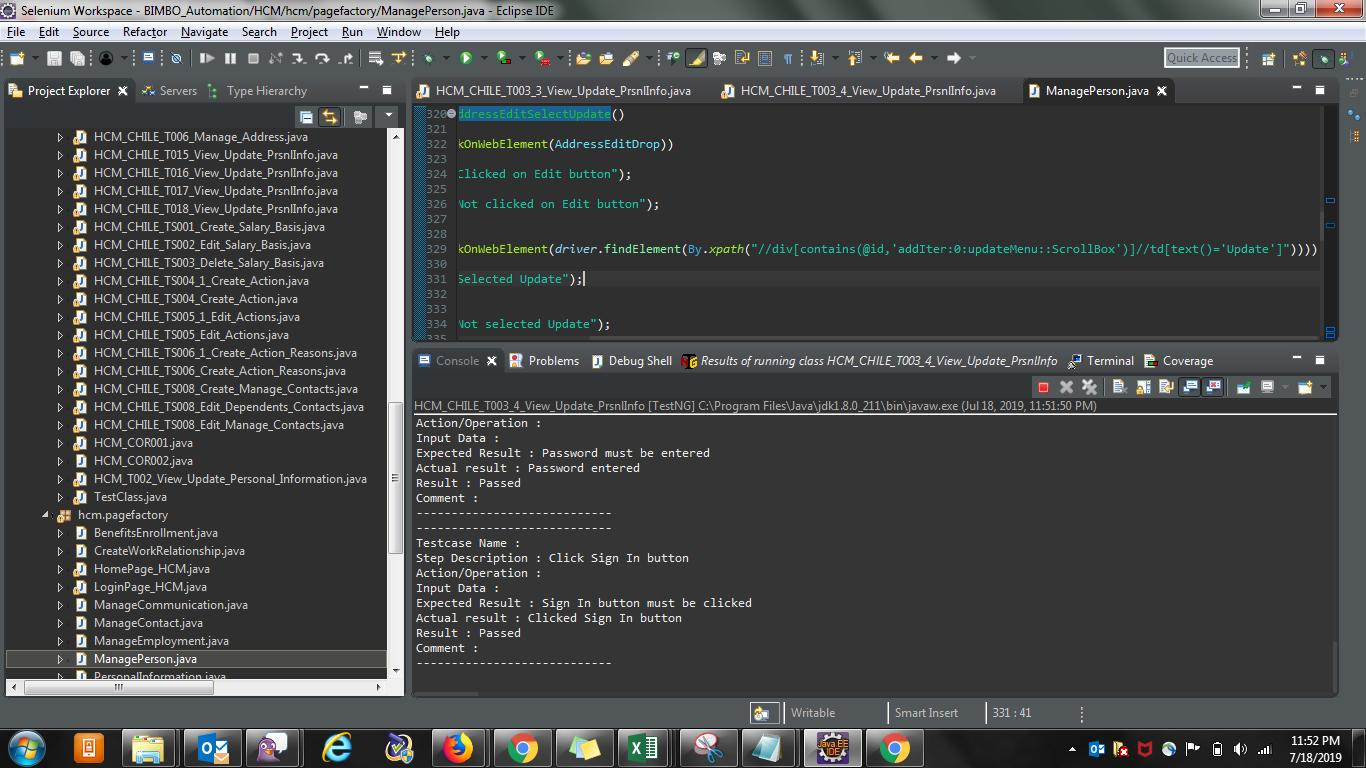 Selenium Workspace - BIMBO_Automation/HCM/hcm/pagefactory/ManagePerson.java - Eclipse IDE
File Edit Source Refactor Navigate Search Project Run Window Help
Quick Access
Project Explorer Servers Type Hierarchy
HCM_CHILE_T006_Manage_Address.java
HCM_CHILE_T015_View_Update_PrsnlInfo.java
HCM_CHILE_T016_View_Update_PrsnlInfo.java
HCM_CHILE_T017_View_Update_PrsnlInfo.java
HCM_CHILE_T018_View_Update_PrsnlInfo.java
HCM_CHILE_TS001_Create_Salary_Basis.java
HCM_CHILE_TS002_Edit_Salary_Basis.java
HCM_CHILE_TS003_Delete_Salary_Basis.java
HCM_CHILE_TS004_1_Create_Action.java
HCM_CHILE_TS004_Create_Action.java
HCM_CHILE_TS005_1_Edit_Actions.java
HCM_CHILE_TS005_Edit_Actions.java
HCM_CHILE_TS006_1_Create_Action_Reasons.java
HCM_CHILE_TS006_Create_Action_Reasons.java
HCM_CHILE_TS008_Create_Manage_Contacts.java
HCM_CHILE_TS008_Edit_Dependents_Contacts.java
HCM_CHILE_TS008_Edit_Manage_Contacts.java
HCM_COR001.java
HCM_COR002.java
HCM_T002_View_Update_Personal_Information.java
TestClass.java
hcm.pagefactory
BenefitsEnrollment.java
CreateWorkRelationship.java
HomePage_HCM.java
LoginPage_HCM.java
ManageCommunication.java
ManageContact.java
ManageEmployment.java
ManagePerson.java
PersonalInformation.java
HCM_CHILE_T003_3_View_Update_PrsnlInfo.java HCM_CHILE_T003_4_View_Update_PrsnlInfo.java ManagePerson.java
320 ddressEditSelectUpdate()
321
322 kOnWebElement(AddressEditDrop))
323
324 Clicked on Edit button");
325
326 Not clicked on Edit button");
327
328
329 kOnWebElement(driver.findElement(By.xpath("//div[contains(@id,'addIter:0:updateMenu::ScrollBox')]//td[text()='Update']"))))
330
331 Selected Update");
332
333
334 Not selected Update");
335
Console Problems Debug Shell Results of running class HCM_CHILE_T003_4_View_Update_PrsnlInfo Terminal Coverage
HCM_CHILE_T003_4_View_Update_PrsnlInfo [TestNG] C:\Program Files\Java\jdk1.8.0_211\bin\javaw.exe (Jul 18, 2019, 11:51:50 PM)
Action/Operation :
Input Data :
Expected Result : Password must be entered
Actual result : Password entered
Result : Passed
Comment :
----------------------------
----------------------------
Testcase Name :
Step Description : Click Sign In button
Action/Operation :
Input Data :
Expected Result : Sign In button must be clicked
Actual result : Clicked Sign In button
Result : Passed
Comment :
----------------------------
Writable Smart Insert 331 : 41
Java EE
IDE
11:52 PM
7/18/2019